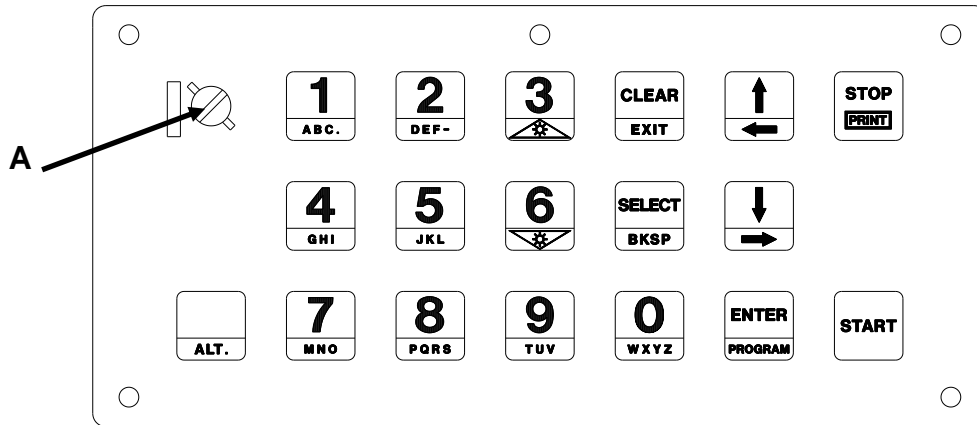 1 2 3 CLEAR STOP
ABC. DEF- EXIT PRINT
A
4 5 6 SELECT
GHI JKL BKSP
7 8 9 0 ENTER START
ALT. MNO PQRS TUV WXYZ PROGRAM